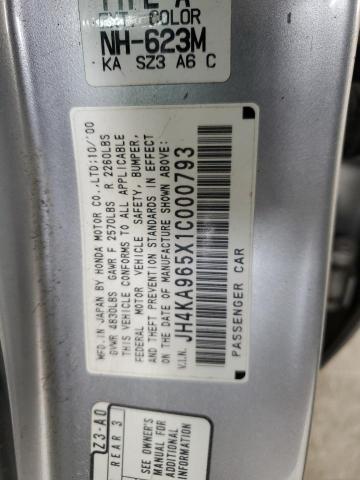 TYPE A
EXT. COLOR
NH-623M
KA SZ3 A6 C
MFD.IN JAPAN BY HONDA MOTOR CO.,LTD:10/'00
GVWR 4830LBS GAWR F 2570LBS R 2260LBS
THIS VEHICLE CONFORMS TO ALL APPLICABLE
FEDERAL MOTOR VEHICLE SAFETY, BUMPER,
AND THEFT PREVENTION STANDARDS IN EFFECT
ON THE DATE OF MANUFACTURE SHOWN ABOVE:
V.I.N. JH4KA965X1C000793
PASSENGER CAR
Z3-A0
REAR 3
SEE OWNER'S
MANUAL FOR